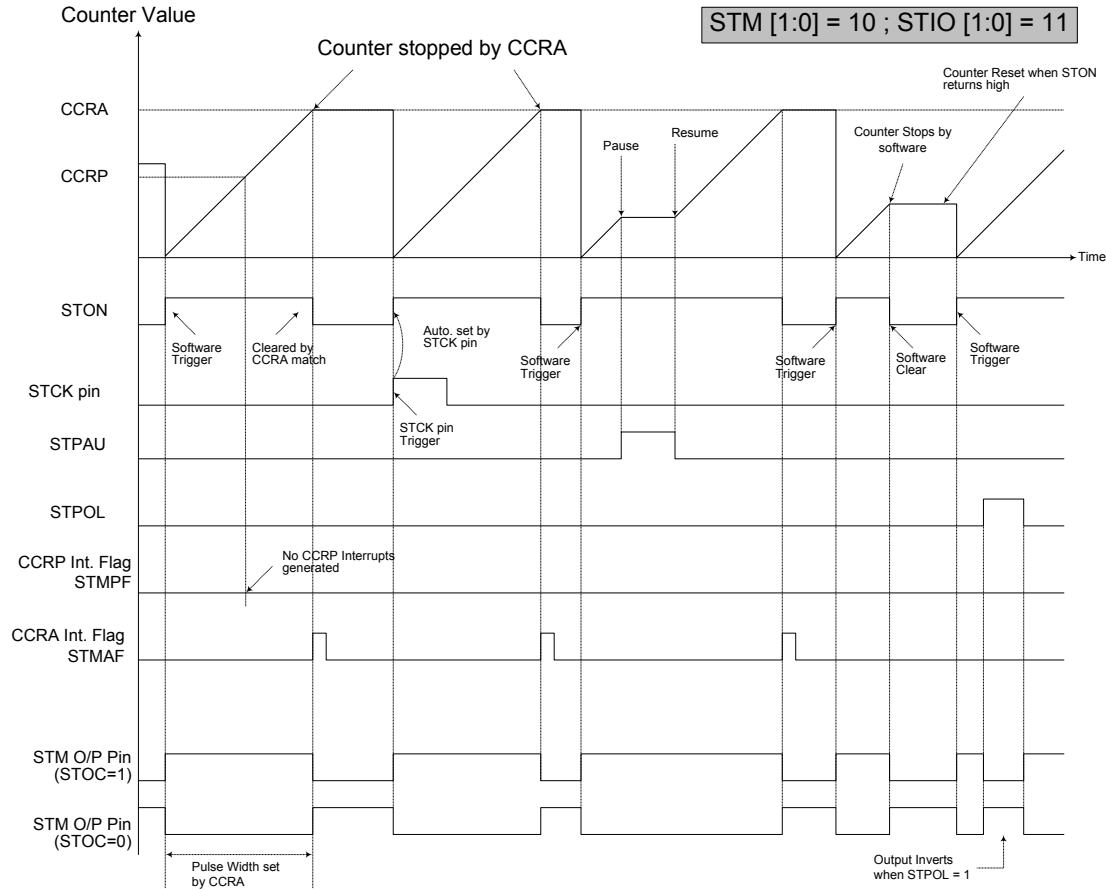 Counter Value
STM [1:0] = 10 ; STIO [1:0] = 11
Counter stopped by CCRA
Counter Reset when STON
returns high
CCRA
Pause
Resume
Counter Stops by
software
CCRP
Time
STON
Software
Trigger
Cleared by
CCRA match
Auto. set by
STCK pin
Software
Trigger
Software
Trigger
Software
Clear
Software
Trigger
STCK pin
STCK pin
Trigger
STPAU
STPOL
CCRP Int. Flag
STMPF
No CCRP Interrupts
generated
CCRA Int. Flag
STMAF
STM O/P Pin
(STOC=1)
STM O/P Pin
(STOC=0)
Pulse Width set
by CCRA
Output Inverts
when STPOL = 1